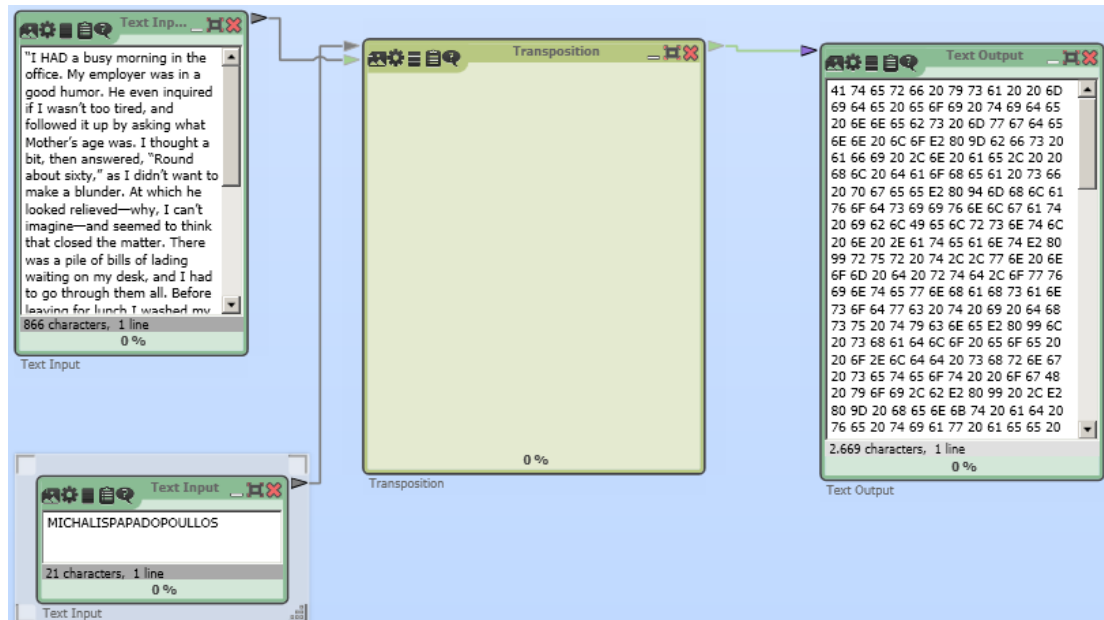 Text Inp...
"I HAD a busy morning in the
office. My employer was in a
good humor. He even inquired
if I wasn't too tired, and
followed it up by asking what
Mother's age was. I thought a
bit, then answered, "Round
about sixty," as I didn't want to
make a blunder. At which he
looked relieved—why, I can't
imagine—and seemed to think
that closed the matter. There
was a pile of bills of lading
waiting on my desk, and I had
to go through them all. Before
leaving for lunch I washed my
866 characters, 1 line
0 %
Text Input
Text Input
MICHALISPAPADOPOULLOS
21 characters, 1 line
0 %
Text Input
Transposition
0 %
Transposition
Text Output
41 74 65 72 66 20 79 73 61 20 20 6D
69 64 65 20 65 6F 69 20 74 69 64 65
20 6E 6E 65 62 73 20 6D 77 67 64 65
6E 6E 20 6C 6F E2 80 9D 62 66 73 20
61 66 69 20 2C 6E 20 61 65 2C 20 20
68 6C 20 64 61 6F 68 65 61 20 73 66
20 70 67 65 65 E2 80 94 6D 68 6C 61
76 6F 64 73 69 69 76 6E 6C 67 61 74
20 69 62 6C 49 65 6C 72 73 6E 74 6C
20 6E 20 2E 61 74 65 61 6E 74 E2 80
99 72 75 72 20 74 2C 2C 77 6E 20 6E
6F 6D 20 64 20 72 74 64 2C 6F 77 76
69 6E 74 65 77 6E 68 61 68 73 61 6E
73 6F 64 77 63 20 74 20 69 20 64 68
73 75 20 74 79 63 6E 65 E2 80 99 6C
20 73 68 61 64 6C 6F 20 65 6F 65 20
20 6F 2E 6C 64 64 20 73 68 72 6E 67
20 73 65 74 65 6F 74 20 20 6F 67 48
20 79 6F 69 2C 62 E2 80 99 20 2C E2
80 9D 20 68 65 6E 6B 74 20 61 64 20
76 65 20 74 69 61 77 20 61 65 65 20
2.669 characters, 1 line
0 %
Text Output